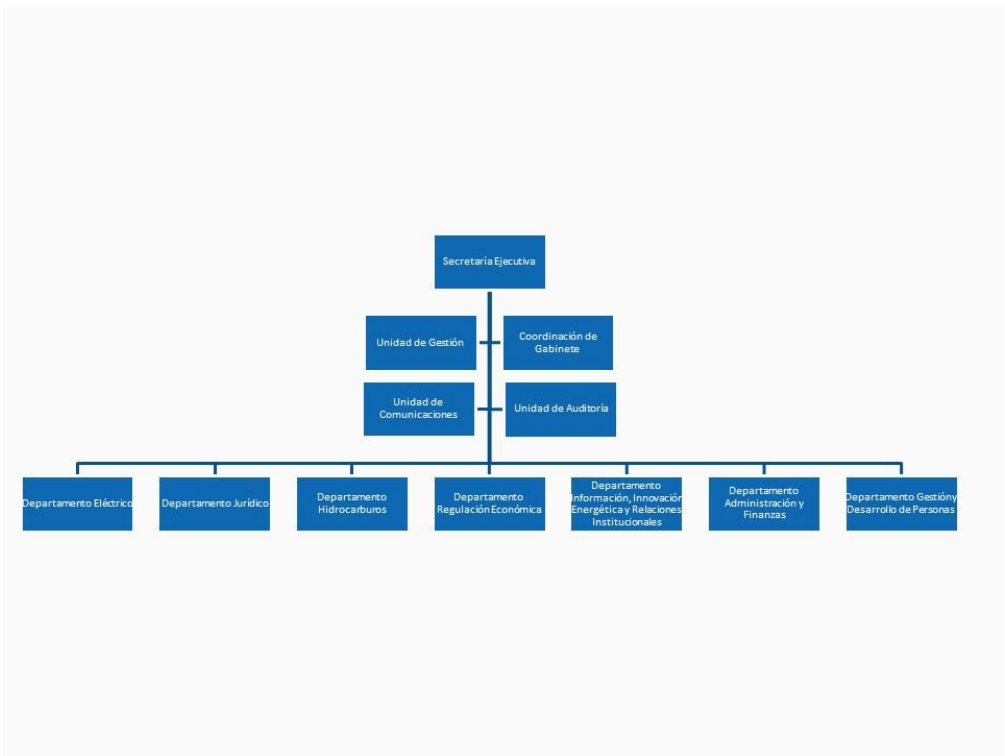 Secretaría Ejecutiva
Unidad de Gestión
Coordinación de
Gabinete
Unidad de
Comunicaciones
Unidad de Auditoría
Departamento Eléctrico
Departamento Jurídico
Departamento
Hidrocarburos
Departamento
Regulación Económica
Departamento
Información, Innovación
Energética y Relaciones
Institucionales
Departamento
Administración y
Finanzas
Departamento Gestión y
Desarrollo de Personas